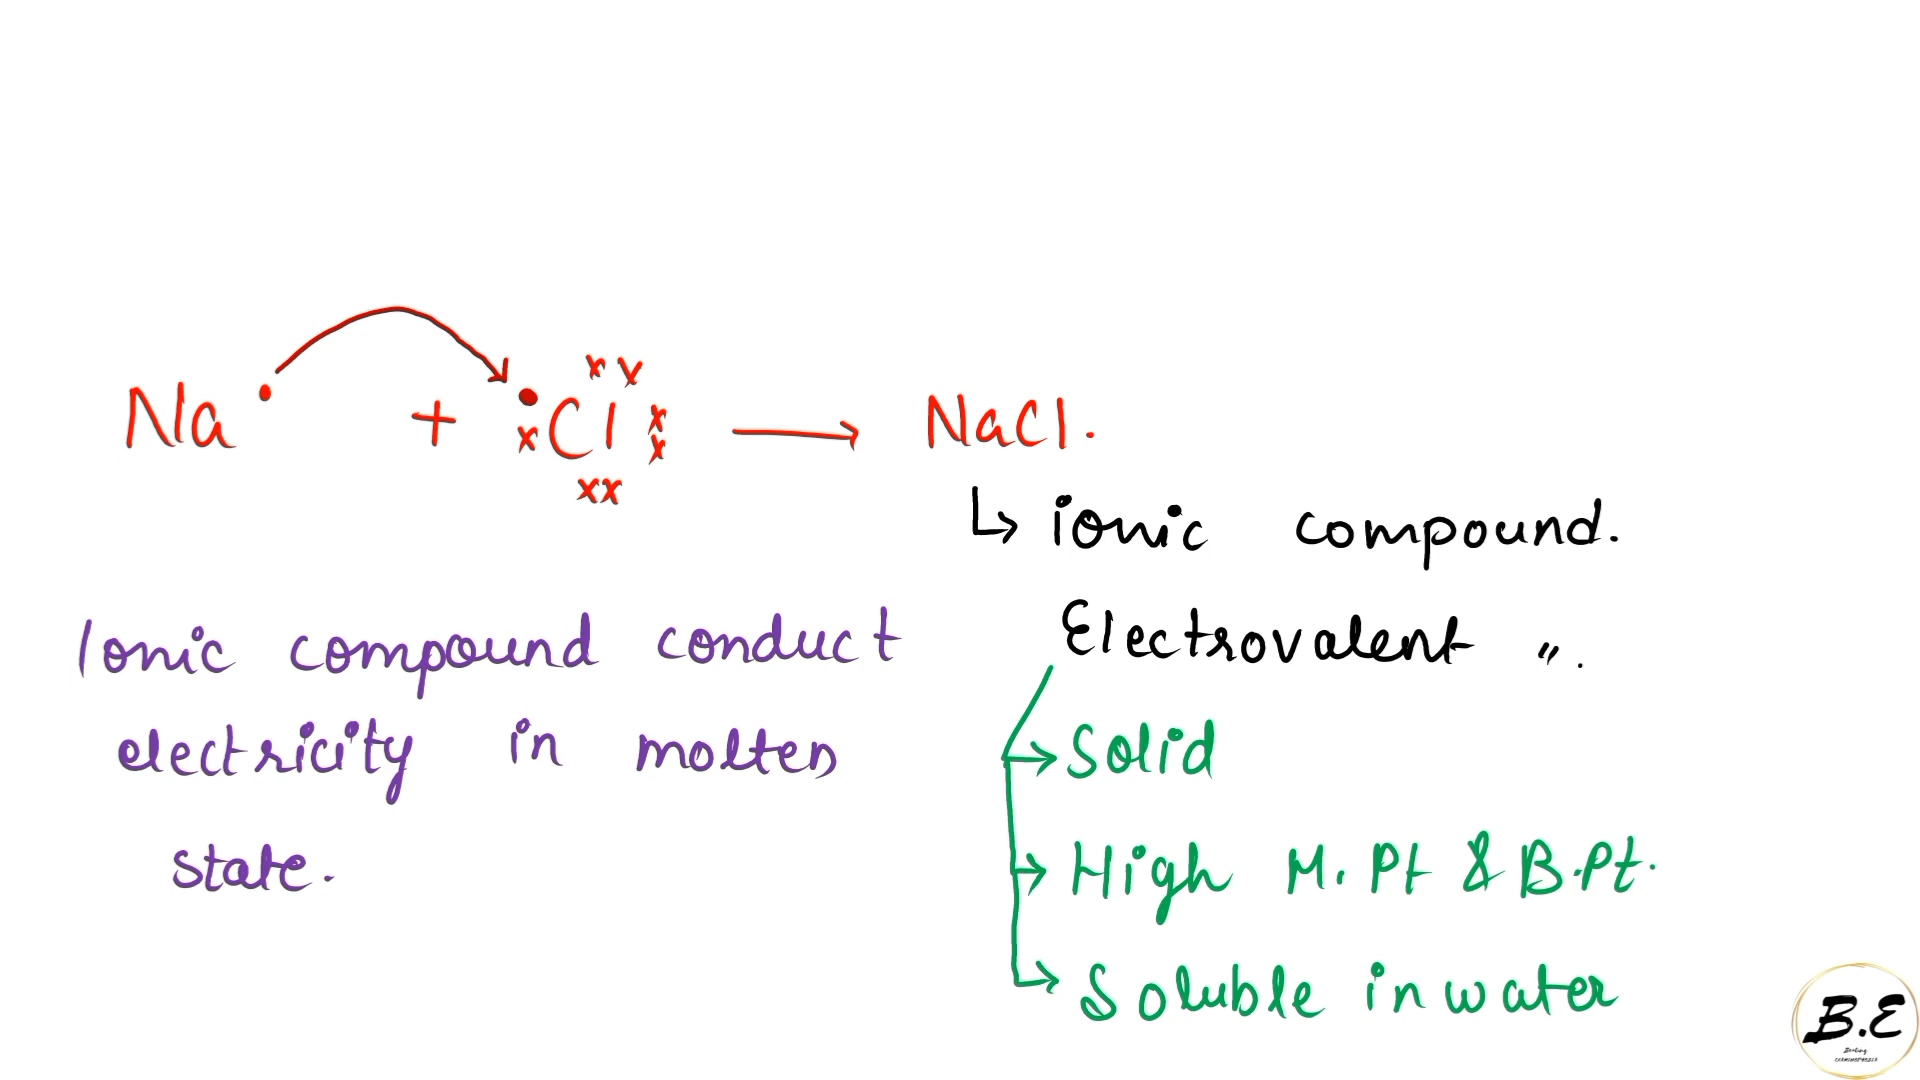 Na• + •Cl → NaCl.
↳ ionic compound.
Electrovalent ".
→ Solid
→ High M. Pt & B.Pt.
→ Soluble in water
Ionic compound conduct
electricity in molten
state.
B.E